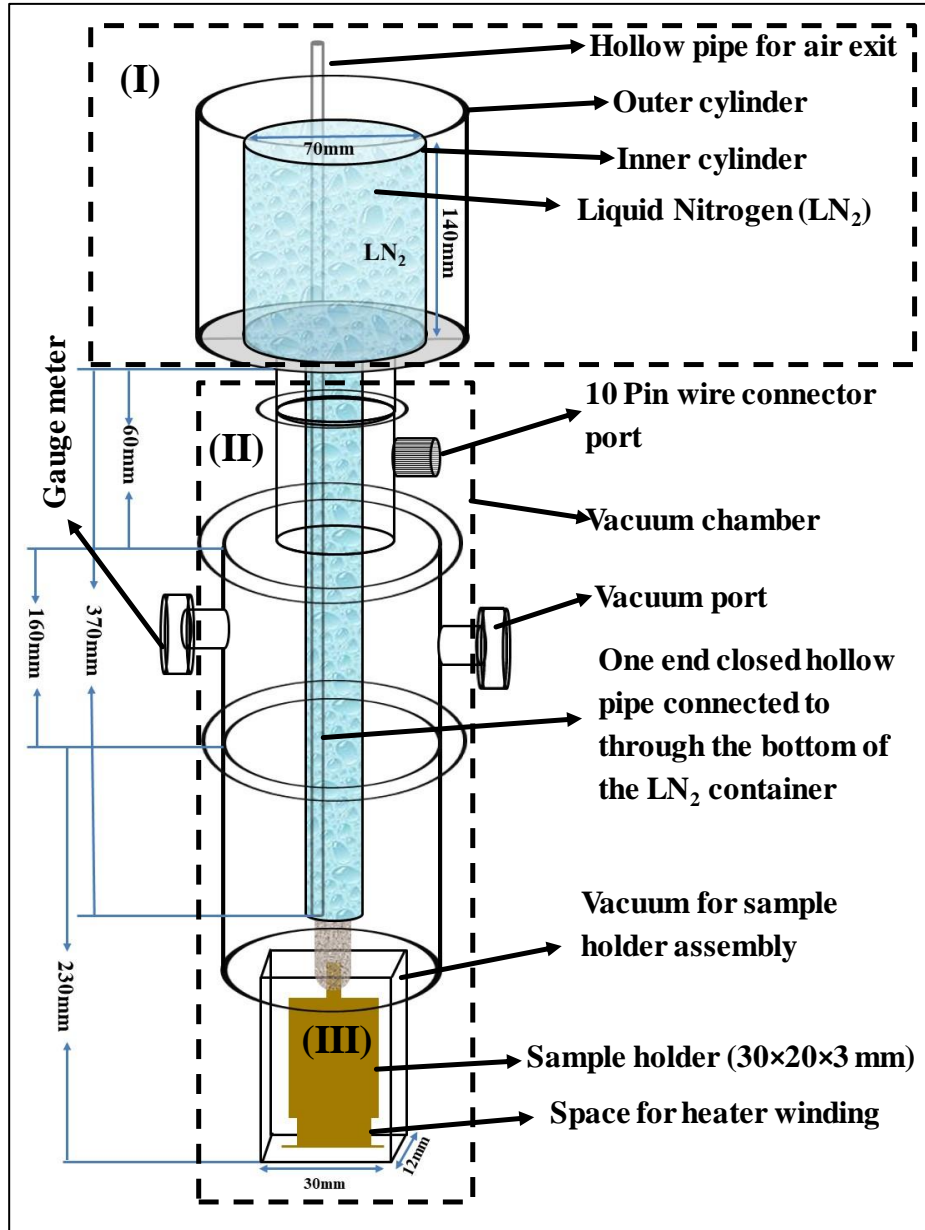 Hollow pipe for air exit
(I)
Outer cylinder
70mm
Inner cylinder
Liquid Nitrogen (LN₂)
140mm
LN₂
Gauge meter
60mm
(II)
10 Pin wire connector
port
Vacuum chamber
Vacuum port
160mm
370mm
One end closed hollow
pipe connected to
through the bottom of
the LN₂ container
Vacuum for sample
holder assembly
230mm
(III)
Sample holder (30×20×3 mm)
Space for heater winding
12mm
30mm